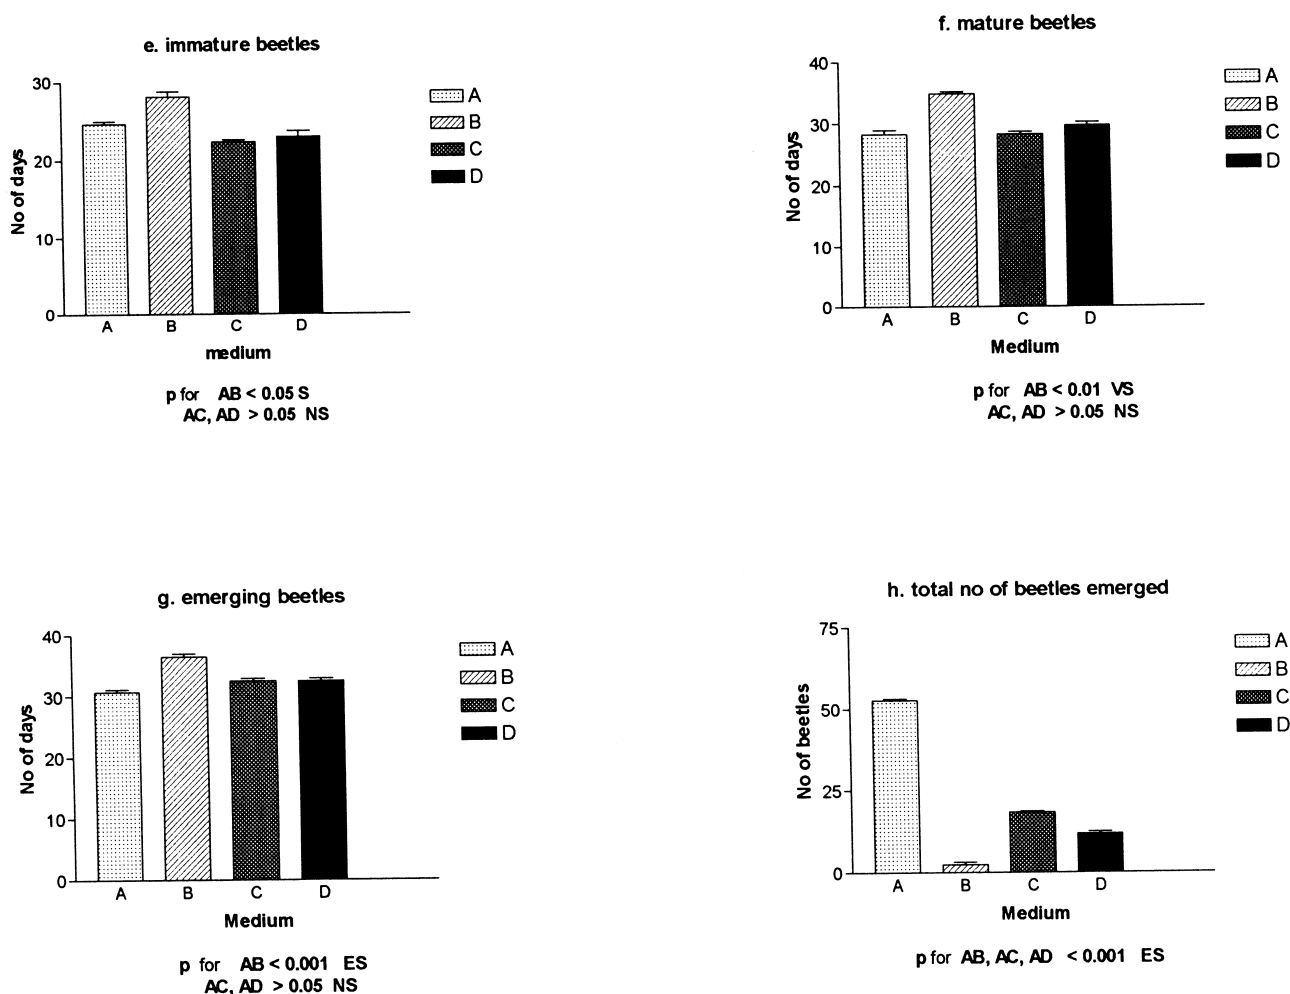 e. immature beetles
30
20
10
0
No of days
A
B
C
D
A B C D
medium
p for AB < 0.05 S
AC, AD > 0.05 NS
f. mature beetles
40
30
20
10
0
No of days
A
B
C
D
A B C D
Medium
p for AB < 0.01 VS
AC, AD > 0.05 NS
g. emerging beetles
40
30
20
10
0
No of days
A
B
C
D
A B C D
Medium
p for AB < 0.001 ES
AC, AD > 0.05 NS
h. total no of beetles emerged
75
50
25
0
No of beetles
A
B
C
D
A B C D
Medium
p for AB, AC, AD < 0.001 ES